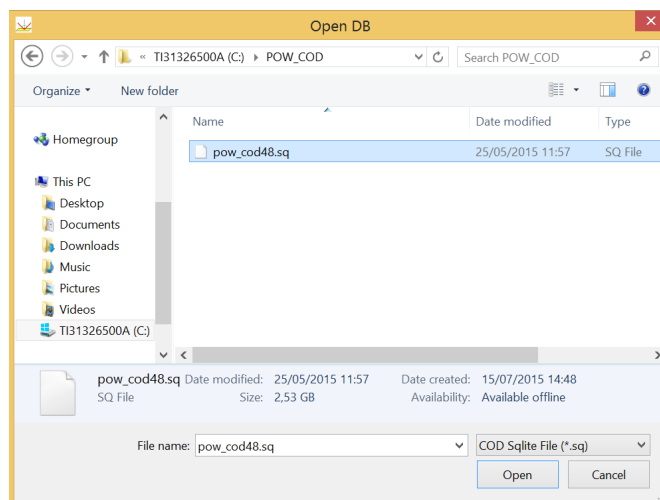 Open DB
« TI31326500A (C:) POW_COD Search POW_COD
Organize New folder
Name Date modified Type
Homegroup
pow_cod48.sq 25/05/2015 11:57 SQ File
This PC
Desktop
Documents
Downloads
Music
Pictures
Videos
TI31326500A (C:)
pow_cod48.sq Date modified: 25/05/2015 11:57 Date created: 15/07/2015 14:48
SQ File Size: 2,53 GB Availability: Available offline
File name: pow_cod48.sq COD Sqlite File (*.sq)
Open Cancel